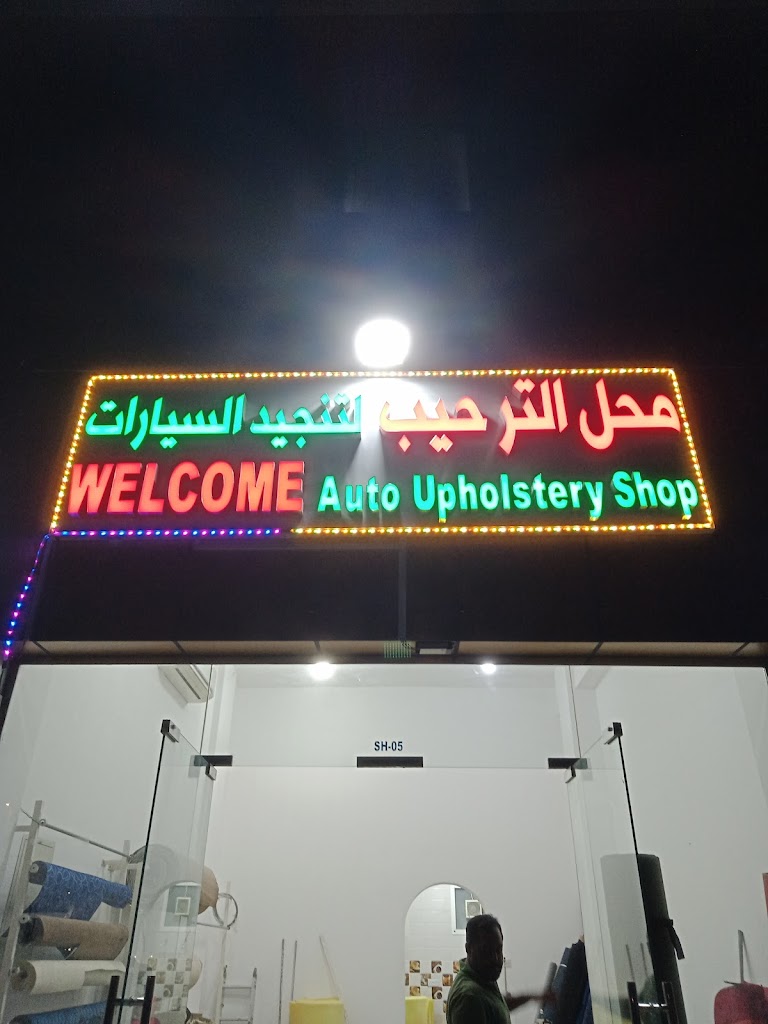 محل الترحيب لتنجيد السيارات
WELCOME Auto Upholstery Shop
SH-05